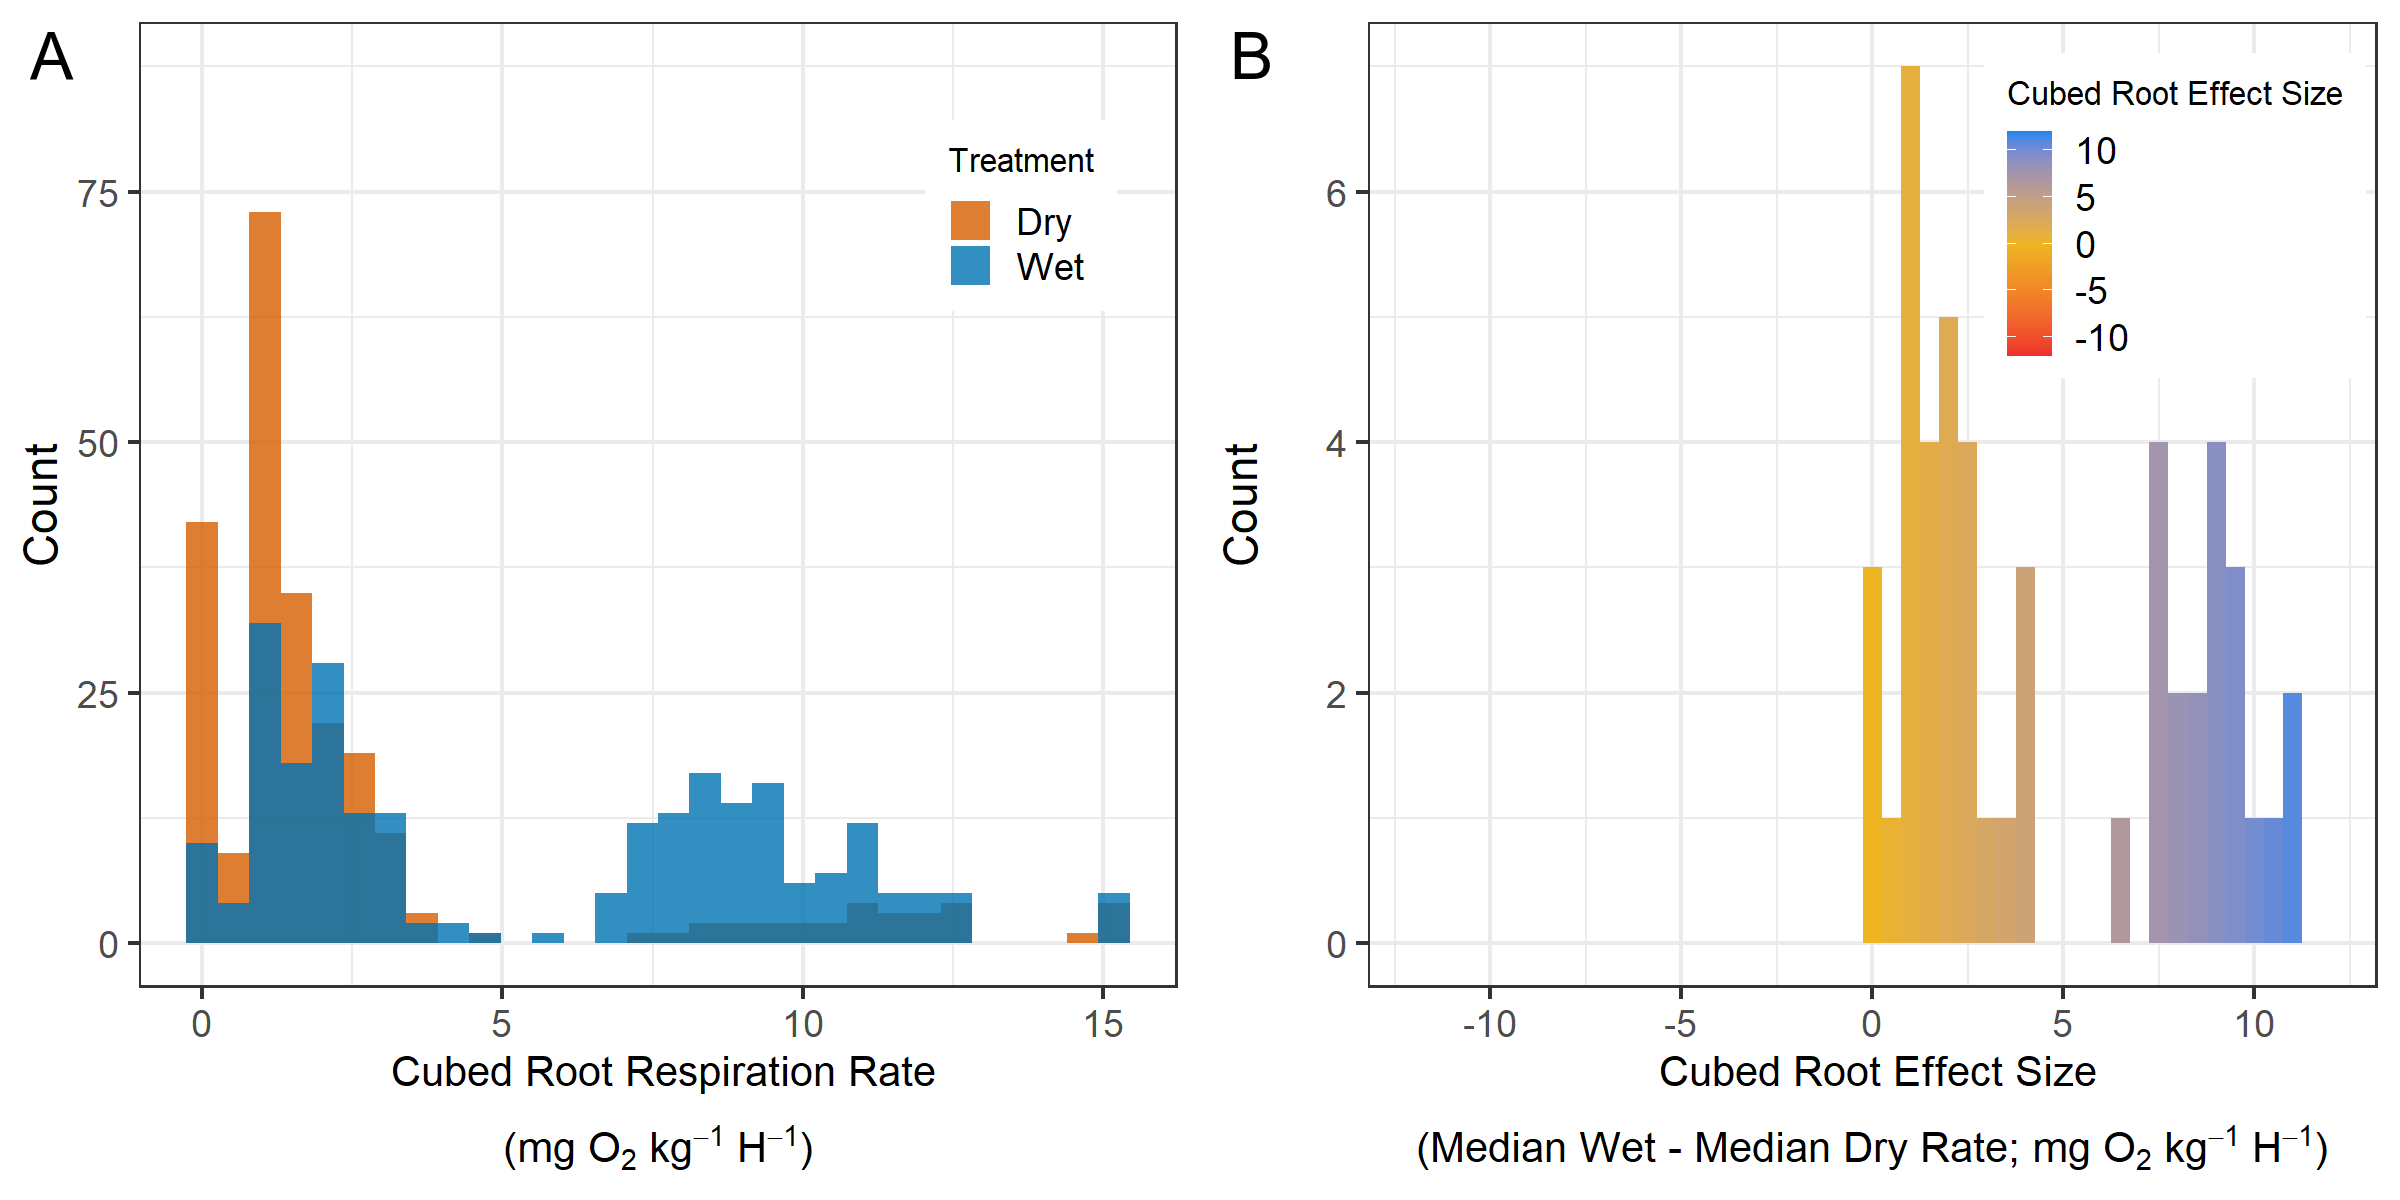 A
Count
75
50
25
0
0 5 10 15
Cubed Root Respiration Rate
(mg O₂ kg⁻¹ H⁻¹)
Treatment
Dry
Wet
B
Count
6
4
2
0
-10 -5 0 5 10
Cubed Root Effect Size
(Median Wet - Median Dry Rate; mg O₂ kg⁻¹ H⁻¹)
Cubed Root Effect Size
10
5
0
-5
-10